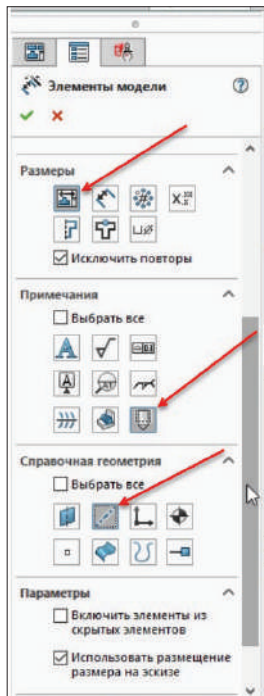 Элементы модели
Размеры
Исключить повторы
Примечания
Выбрать все
Справочная геометрия
Выбрать все
Параметры
Включить элементы из
скрытых элементов
Использовать размещение
размера на эскизе